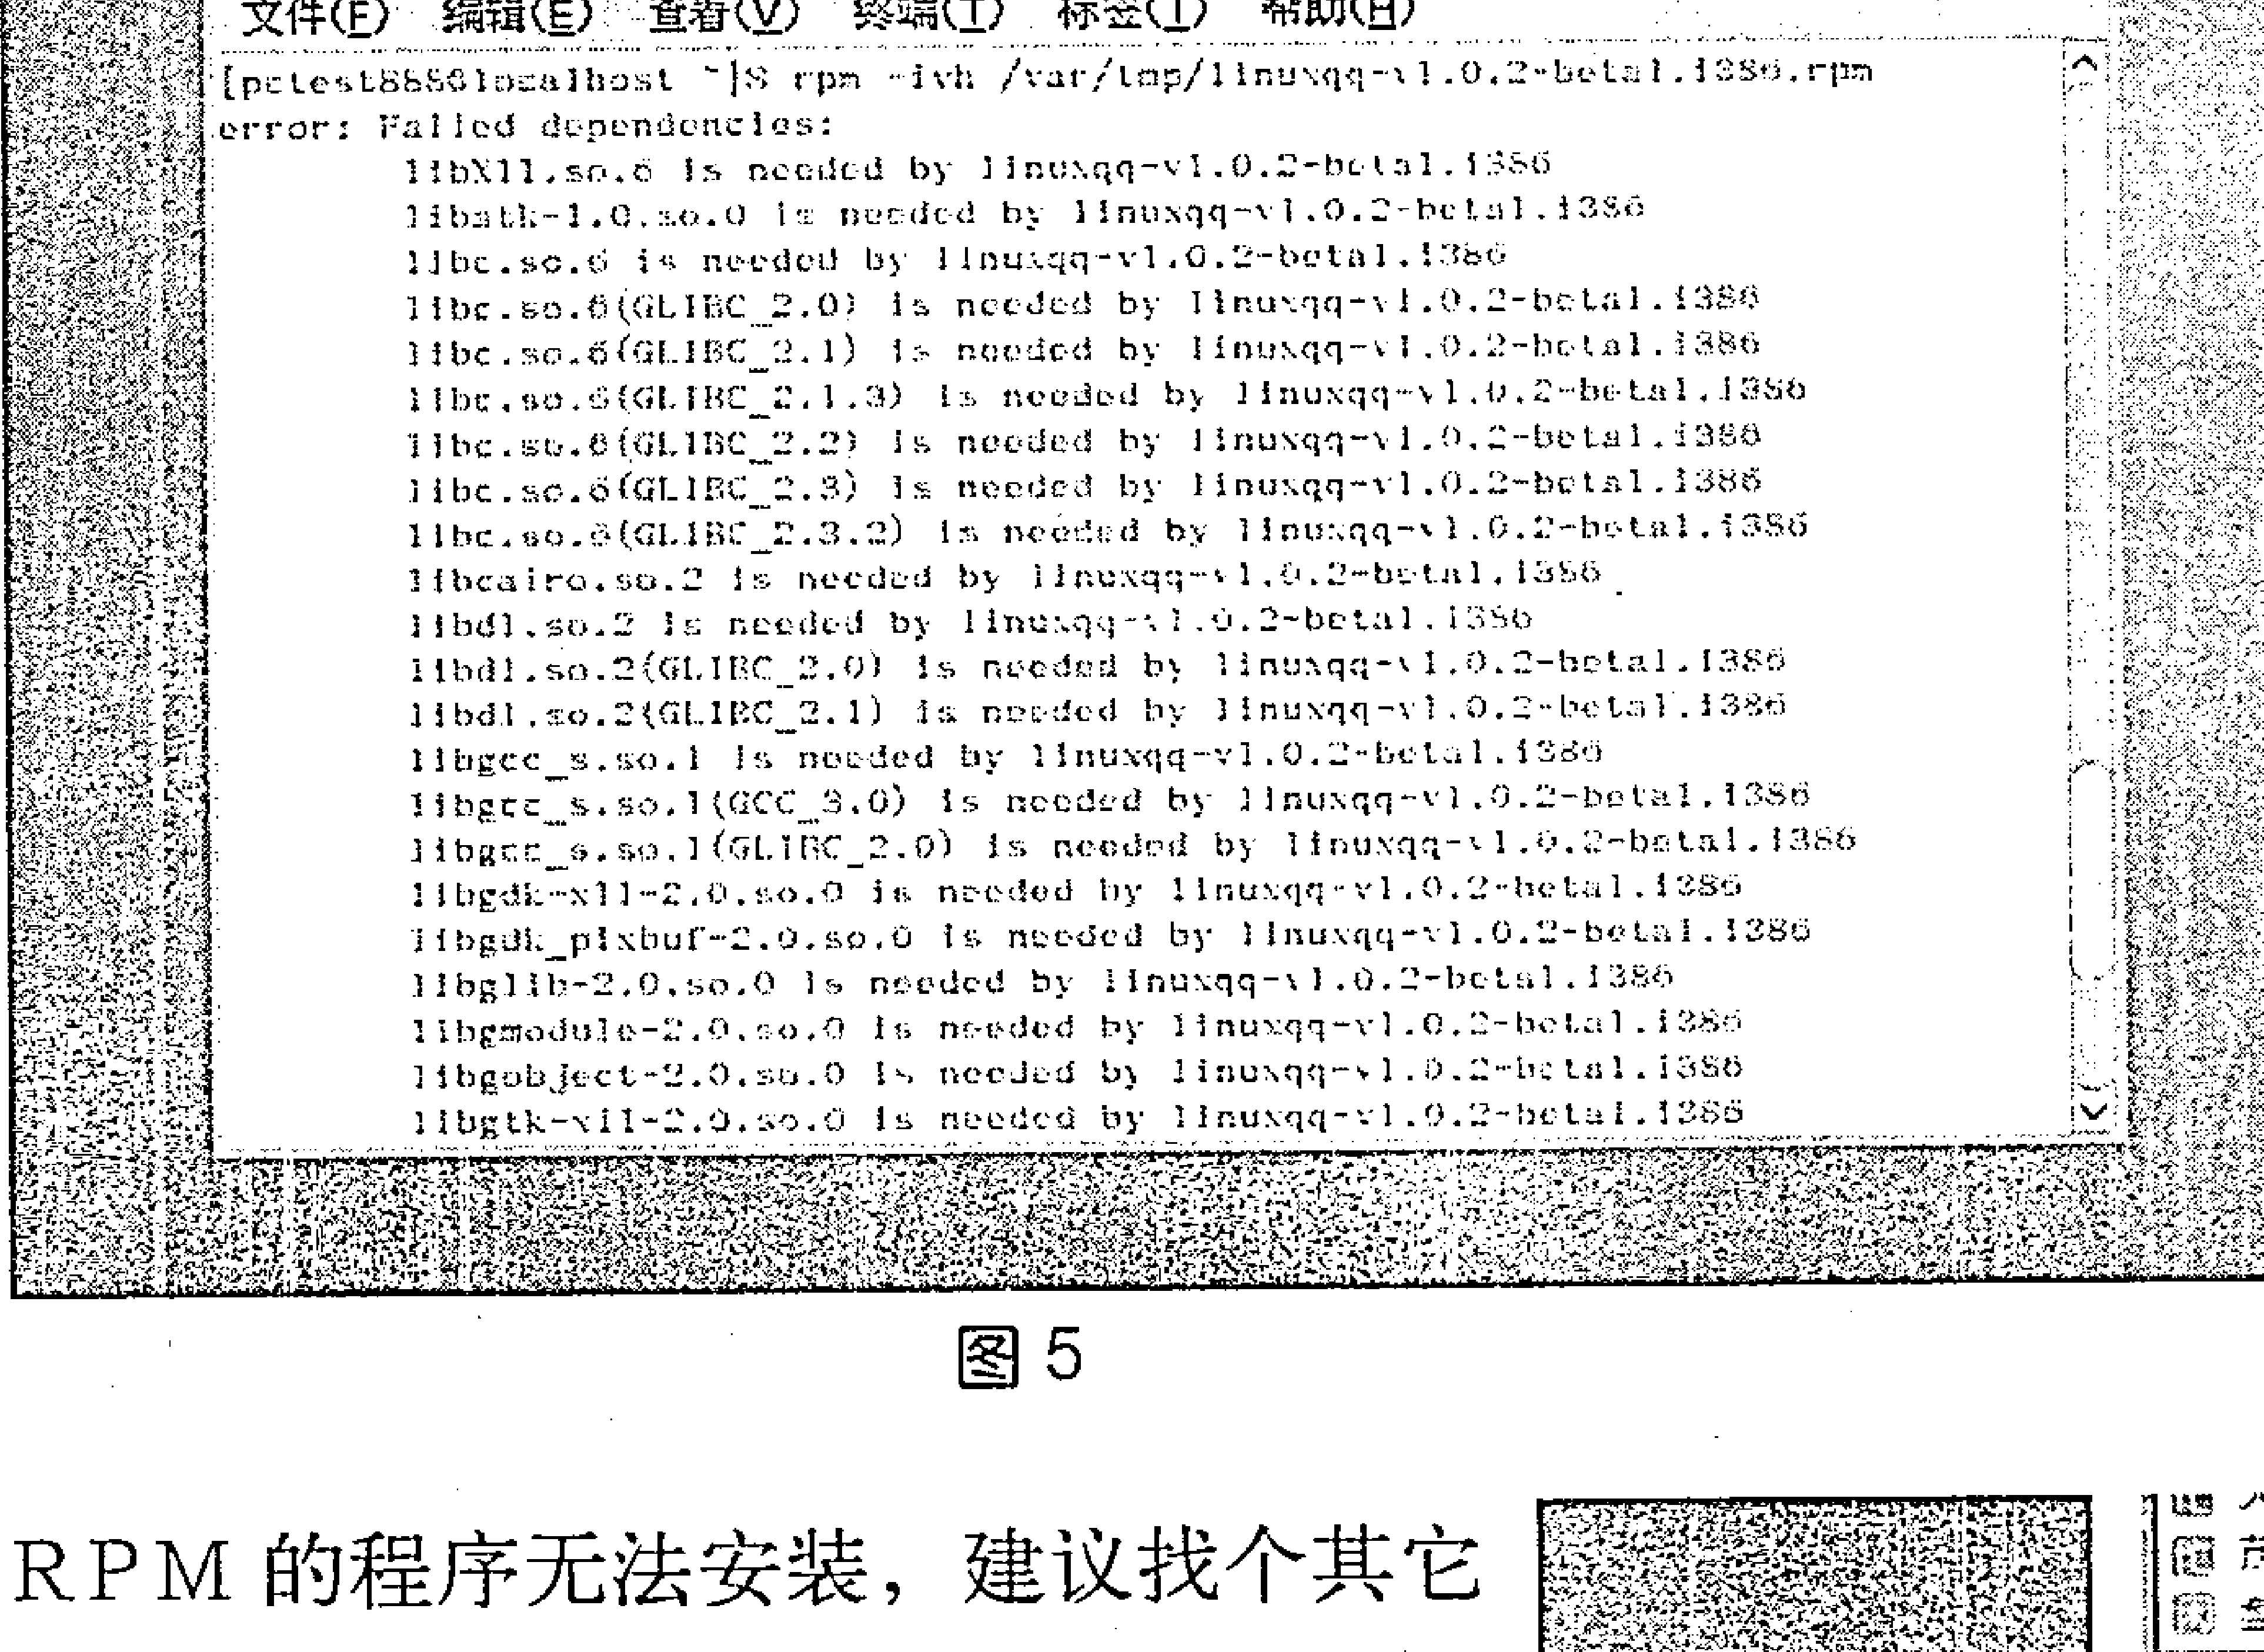 文件(F) 编辑(E) 查看(V) 终端(T) 标签(T) 帮助(H)
[pctest888@localhost ~]$ rpm -ivh /var/tmp/linuxqq-v1.0.2-beta1.i386.rpm
error: Failed dependencies:
libX11.so.6 is needed by linuxqq-v1.0.2-beta1.i386
libatk-1.0.so.0 is needed by linuxqq-v1.0.2-beta1.i386
libc.so.6 is needed by linuxqq-v1.0.2-beta1.i386
libc.so.6(GLIBC_2.0) is needed by linuxqq-v1.0.2-beta1.i386
libc.so.6(GLIBC_2.1) is needed by linuxqq-v1.0.2-beta1.i386
libc.so.6(GLIBC_2.1.3) is needed by linuxqq-v1.0.2-beta1.i386
libc.so.6(GLIBC_2.2) is needed by linuxqq-v1.0.2-beta1.i386
libc.so.6(GLIBC_2.3) is needed by linuxqq-v1.0.2-beta1.i386
libc.so.6(GLIBC_2.3.2) is needed by linuxqq-v1.0.2-beta1.i386
libcairo.so.2 is needed by linuxqq-v1.0.2-beta1.i386
libdl.so.2 is needed by linuxqq-v1.0.2-beta1.i386
libdl.so.2(GLIBC_2.0) is needed by linuxqq-v1.0.2-beta1.i386
libdl.so.2(GLIBC_2.1) is needed by linuxqq-v1.0.2-beta1.i386
libgcc_s.so.1 is needed by linuxqq-v1.0.2-beta1.i386
libgcc_s.so.1(GCC_3.0) is needed by linuxqq-v1.0.2-beta1.i386
libgcc_s.so.1(GLIBC_2.0) is needed by linuxqq-v1.0.2-beta1.i386
libgdk-x11-2.0.so.0 is needed by linuxqq-v1.0.2-beta1.i386
libgdk_pixbuf-2.0.so.0 is needed by linuxqq-v1.0.2-beta1.i386
libglib-2.0.so.0 is needed by linuxqq-v1.0.2-beta1.i386
libgmodule-2.0.so.0 is needed by linuxqq-v1.0.2-beta1.i386
libgobject-2.0.so.0 is needed by linuxqq-v1.0.2-beta1.i386
libgtk-x11-2.0.so.0 is needed by linuxqq-v1.0.2-beta1.i386
图 5
RPM 的程序无法安装，建议找个其它